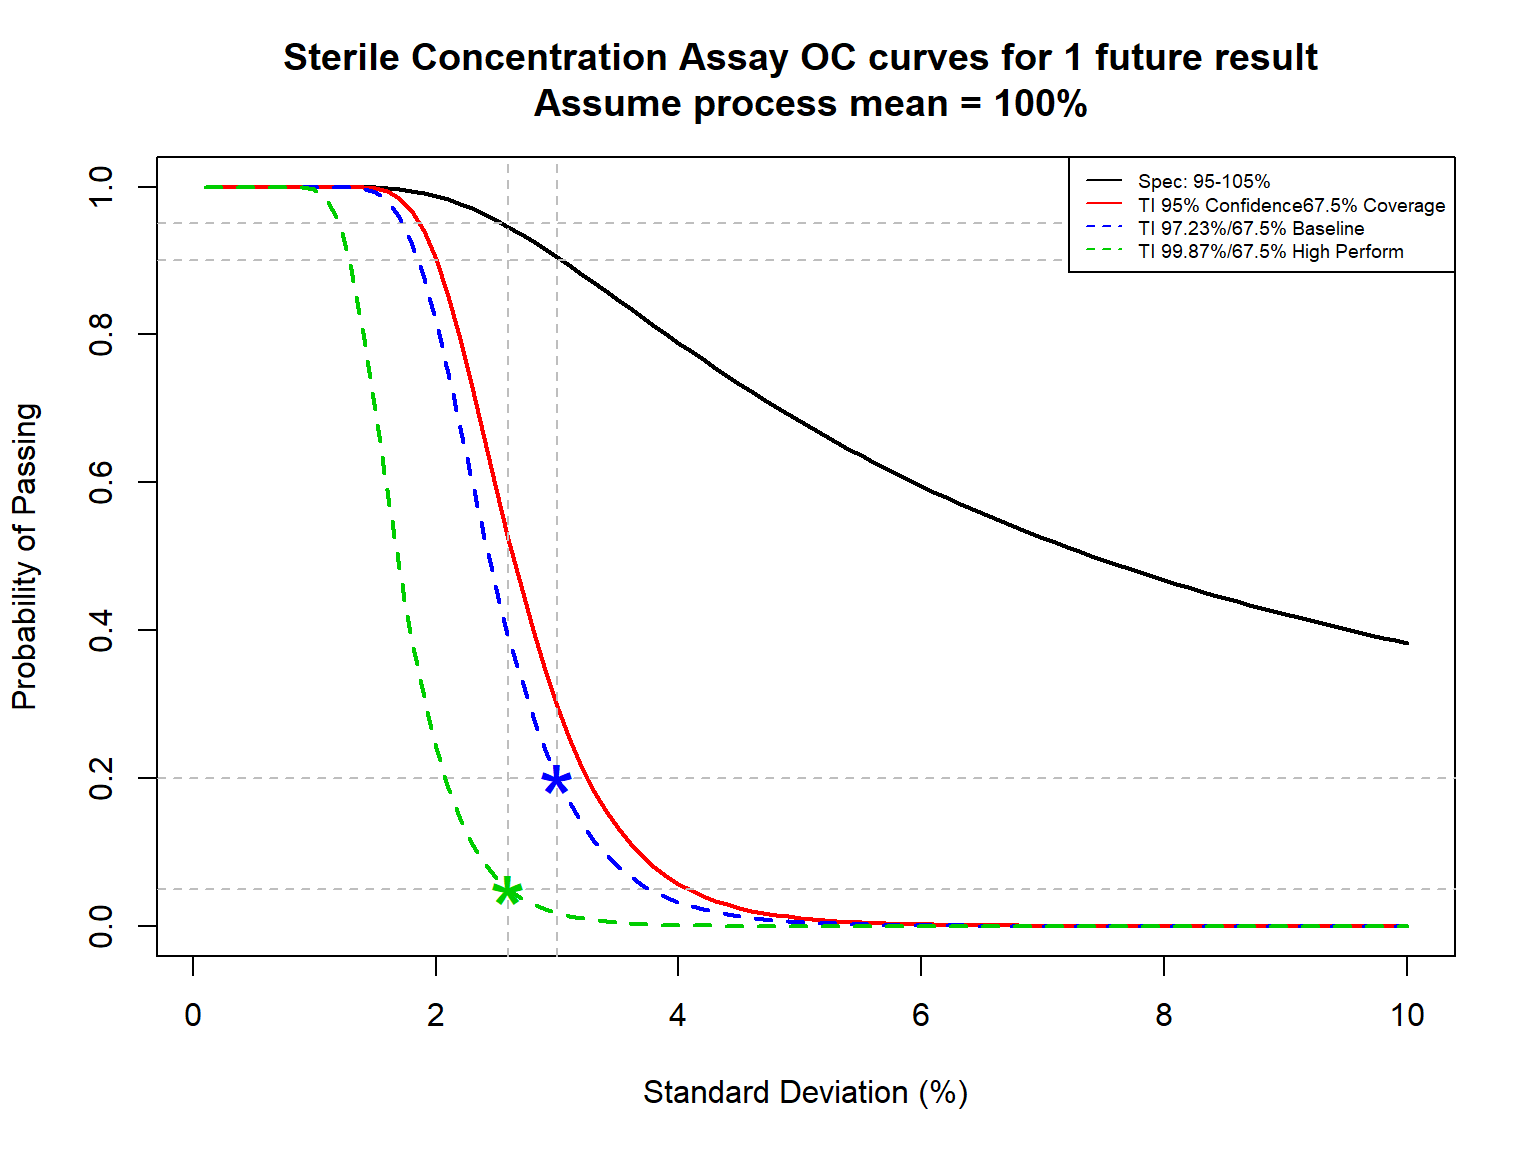 Sterile Concentration Assay OC curves for 1 future result
Assume process mean = 100%
Spec: 95-105%
TI 95% Confidence67.5% Coverage
TI 97.23%/67.5% Baseline
TI 99.87%/67.5% High Perform
Probability of Passing
1.0
0.8
0.6
0.4
0.2
0.0
0 2 4 6 8 10
Standard Deviation (%)